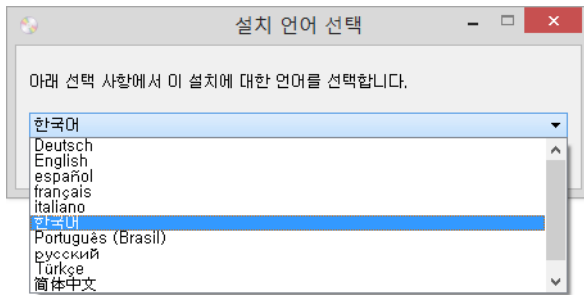 설치 언어 선택
아래 선택 사항에서 이 설치에 대한 언어를 선택합니다.
한국어
Deutsch
English
español
français
italiano
한국어
Português (Brasil)
русский
Türkçe
简体中文